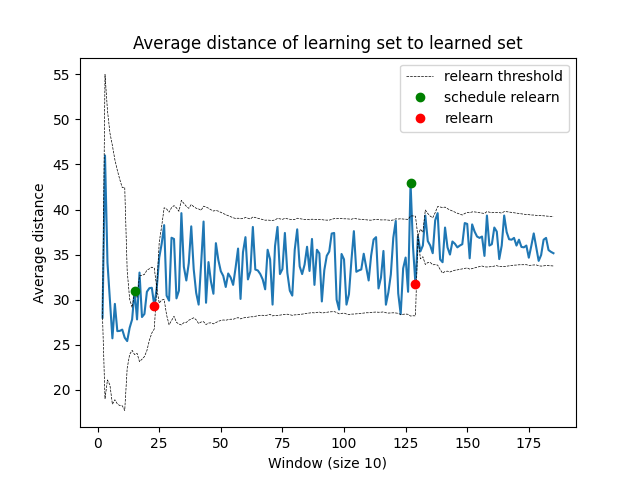 Average distance of learning set to learned set
relearn threshold
schedule relearn
relearn
Average distance
55
50
45
40
35
30
25
20
0
25
50
75
100
125
150
175
Window (size 10)